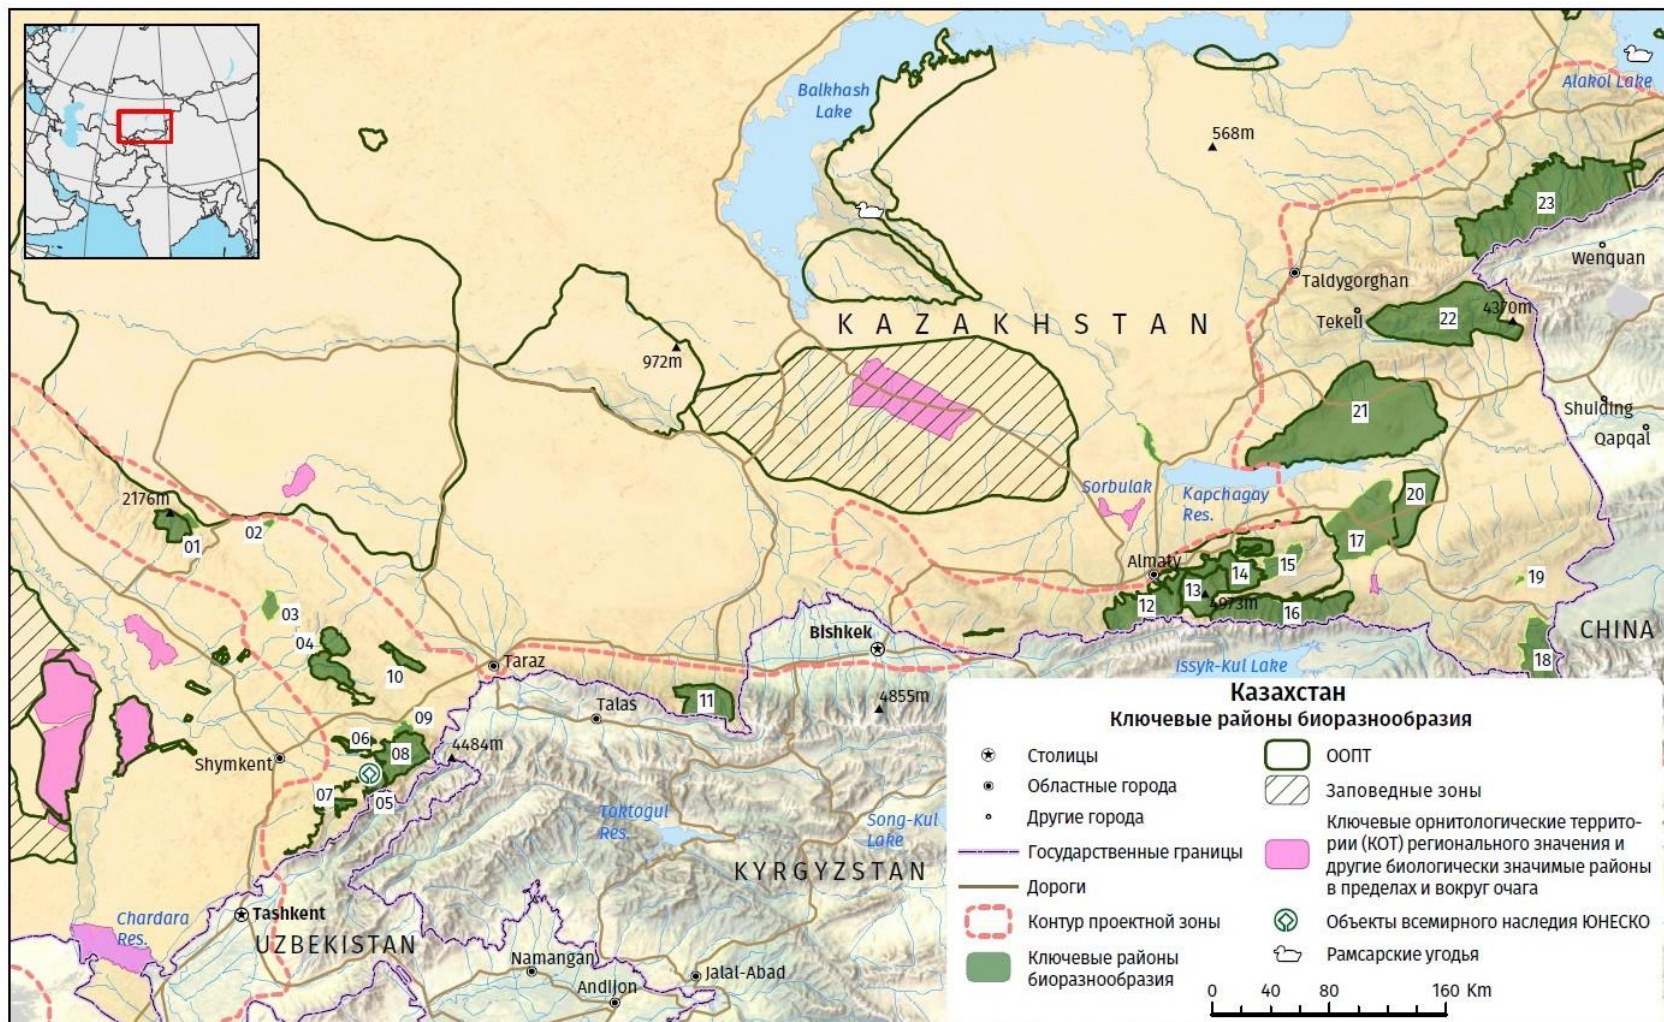 Balkhash
Lake
568m
Alakol Lake
23
Wenquan
Taldygorghan
Tekeli
22
4370m
KAZAKHSTAN
972m
Shulding
Qapqal
21
2176m
01
02
Sorbulak
Kapchagay
Res.
20
17
Almaty
12
13
14
15
4973m
16
19
18
CHINA
03
04
10
Taraz
Bishkek
Issyk-Kul Lake
11
Talas
4855m
09
06
08
4484m
Shymkent
07
05
Toktogul
Res.
Song-Kul
Lake
KYRGYZSTAN
Chardara
Res.
Tashkent
UZBEKISTAN
Namangan
Jalal-Abad
Andijon
Казахстан
Ключевые районы биоразнообразия
Столицы
Областные города
Другие города
Государственные границы
Дороги
Контур проектной зоны
Ключевые районы
биоразнообразия
ООПТ
Заповедные зоны
Ключевые орнитологические террито-
рии (КОТ) регионального значения и
другие биологически значимые районы
в пределах и вокруг очага
Объекты всемирного наследия ЮНЕСКО
Рамсарские угодья
0 40 80 160 Km